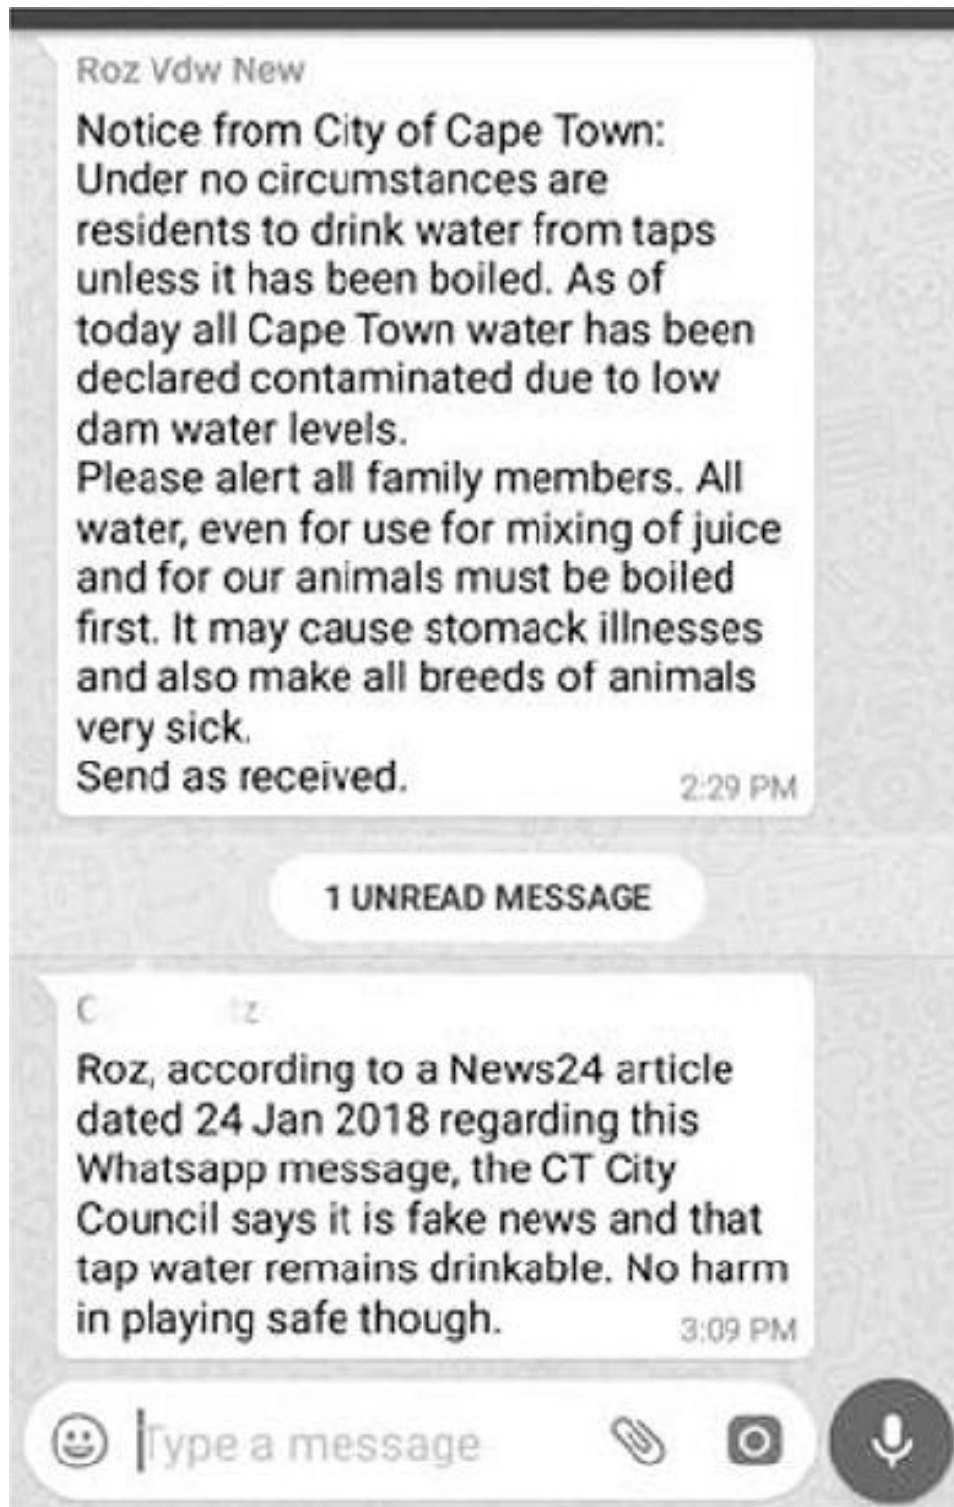 Roz Vdw New
Notice from City of Cape Town:
Under no circumstances are
residents to drink water from taps
unless it has been boiled. As of
today all Cape Town water has been
declared contaminated due to low
dam water levels.
Please alert all family members. All
water, even for use for mixing of juice
and for our animals must be boiled
first. It may cause stomack illnesses
and also make all breeds of animals
very sick.
Send as received.
2:29 PM
1 UNREAD MESSAGE
Roz, according to a News24 article
dated 24 Jan 2018 regarding this
Whatsapp message, the CT City
Council says it is fake news and that
tap water remains drinkable. No harm
in playing safe though.
3:09 PM
Type a message